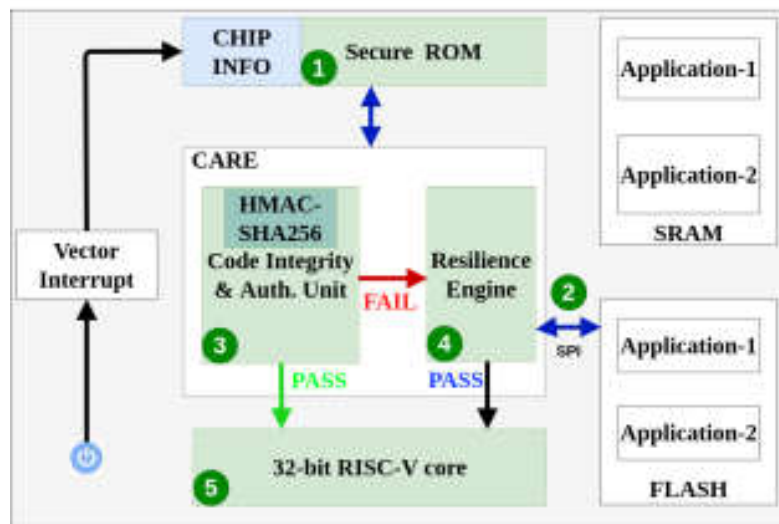 CHIP
INFO
1
Secure ROM
Application-1
Application-2
SRAM
CARE
HMAC-
SHA256
Code Integrity
& Auth. Unit
3
FAIL
Resilience
Engine
4
2
SPI
Vector
Interrupt
PASS
PASS
Application-1
Application-2
FLASH
32-bit RISC-V core
5